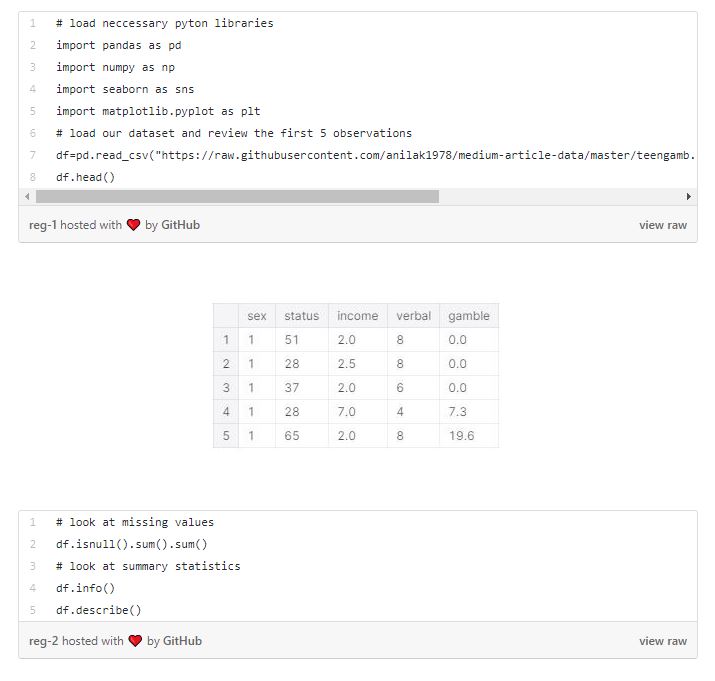 1 # load neccessary pyton libraries
2 import pandas as pd
3 import numpy as np
4 import seaborn as sns
5 import matplotlib.pyplot as plt
6 # load our dataset and review the first 5 observations
7 df=pd.read_csv("https://raw.githubusercontent.com/anilak1978/medium-article-data/master/teengamb.
8 df.head()
reg-1 hosted with ❤ by GitHub view raw
sex status income verbal gamble
1 1 51 2.0 8 0.0
2 1 28 2.5 8 0.0
3 1 37 2.0 6 0.0
4 1 28 7.0 4 7.3
5 1 65 2.0 8 19.6
1 # look at missing values
2 df.isnull().sum().sum()
3 # look at summary statistics
4 df.info()
5 df.describe()
reg-2 hosted with ❤ by GitHub view raw